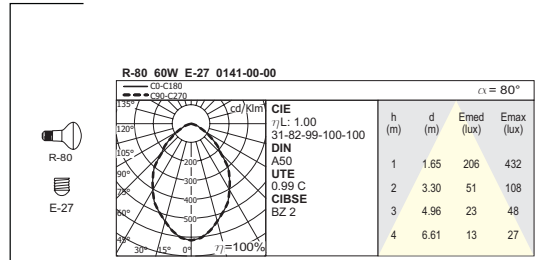 R-80 60W E-27 0141-00-00
C0-C180
C90-C270
α = 80°
R-80
E-27
135°
120°
105°
90°
75°
60°
45°
30° 15° 0°
cd/Klm
200
300
400
500
η=100%
CIE
ηL: 1.00
31-82-99-100-100
DIN
A50
UTE
0.99 C
CIBSE
BZ 2
h d Emed Emax
(m) (m) (lux) (lux)
1 1.65 206 432
2 3.30 51 108
3 4.96 23 48
4 6.61 13 27